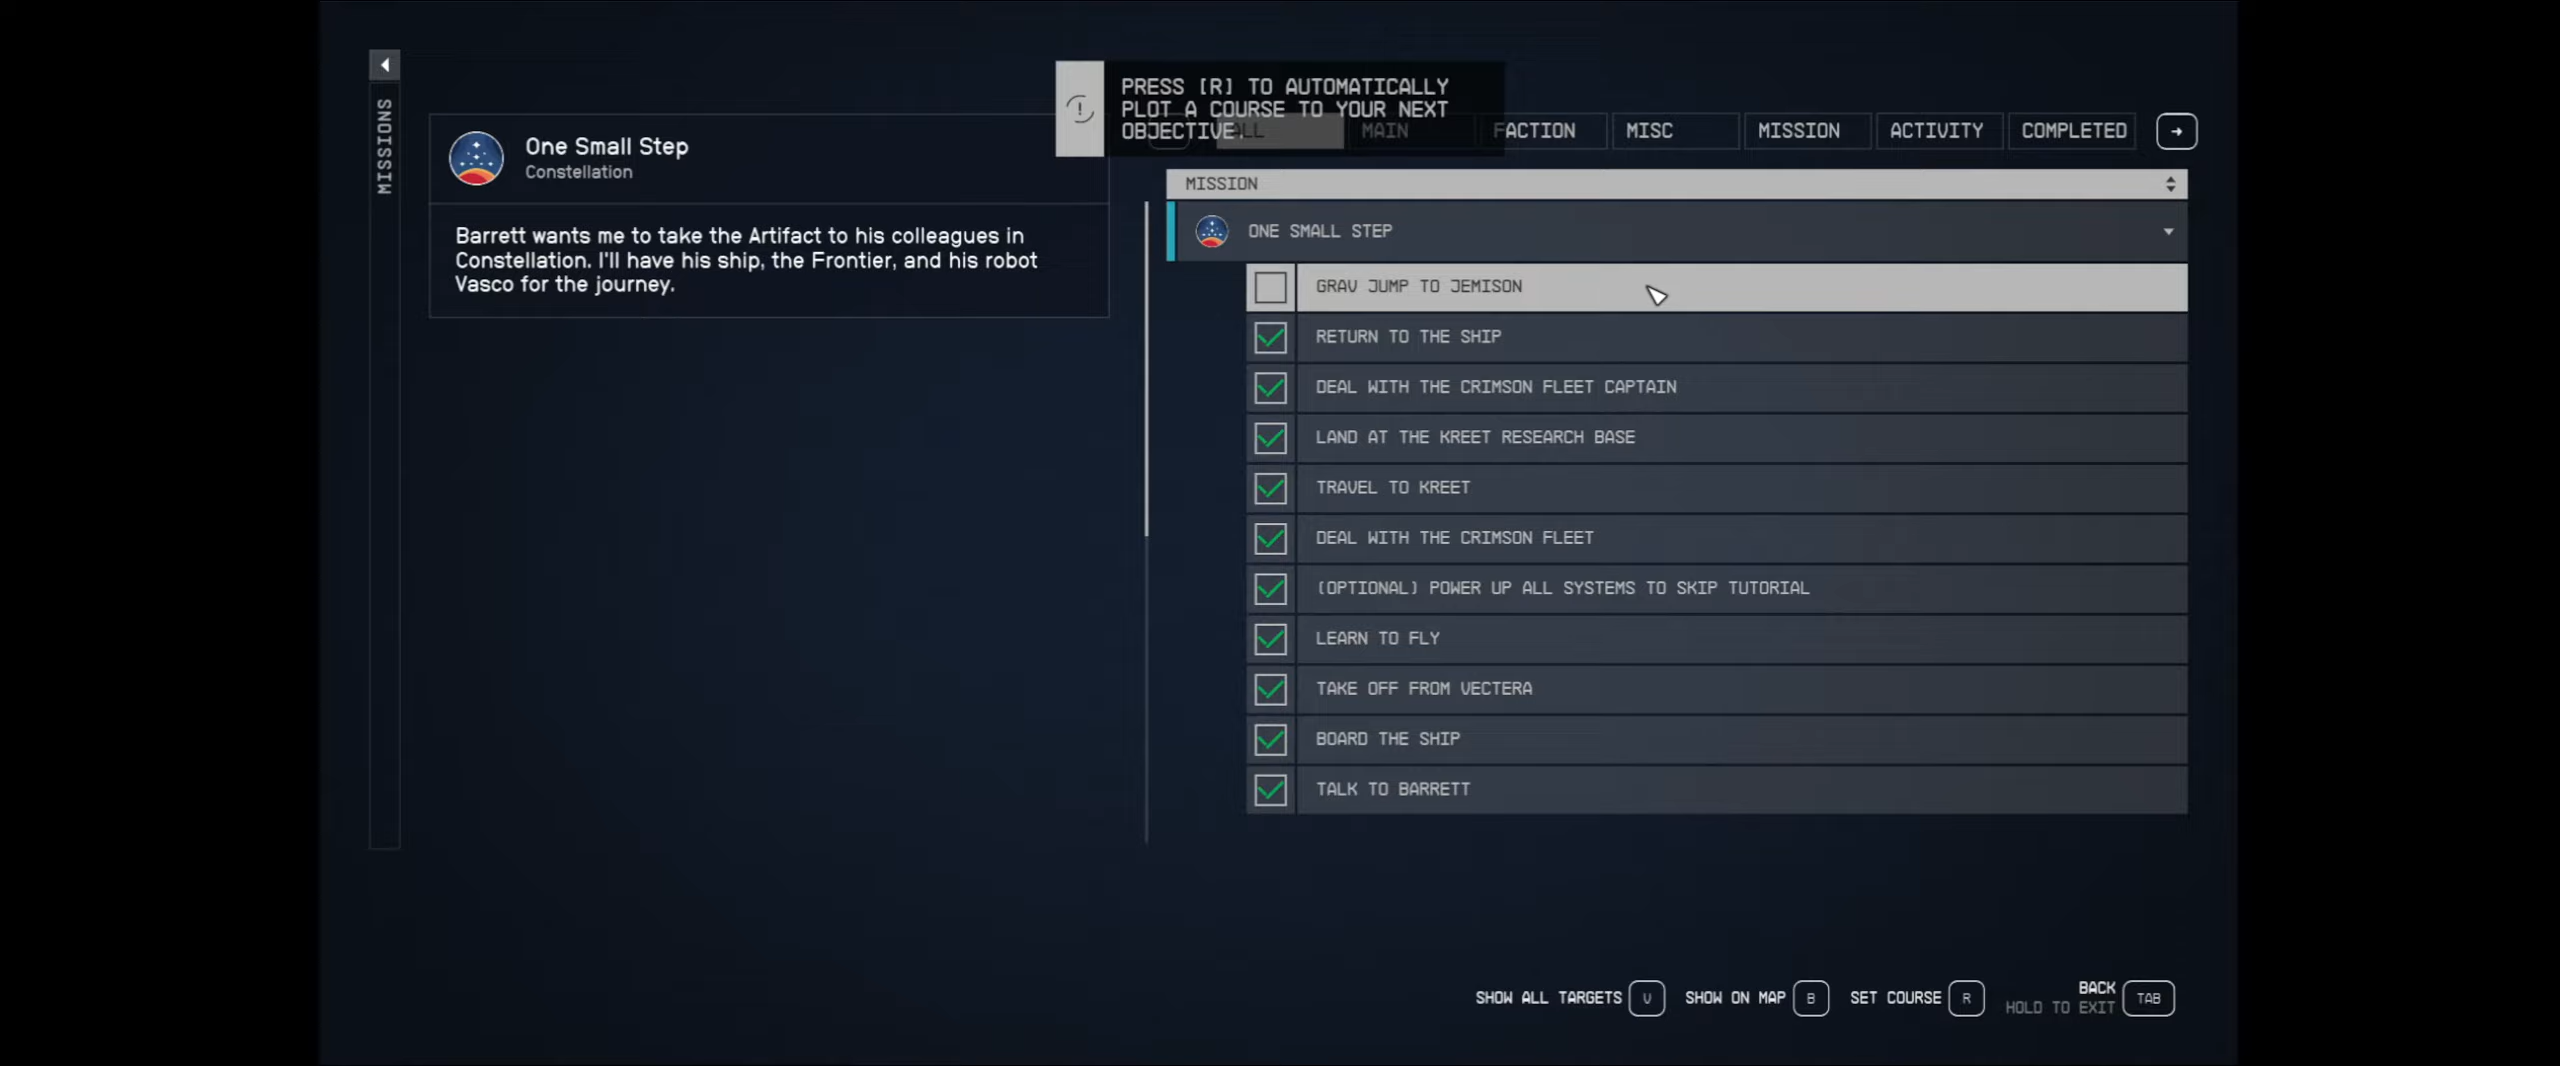 MISSIONS
One Small Step
Constellation
Barrett wants me to take the Artifact to his colleagues in
Constellation. I'll have his ship, the Frontier, and his robot
Vasco for the journey.
PRESS [R] TO AUTOMATICALLY
PLOT A COURSE TO YOUR NEXT
OBJECTIVE.
ALL MAIN FACTION MISC MISSION ACTIVITY COMPLETED
MISSION
ONE SMALL STEP
GRAV JUMP TO JEMISON
RETURN TO THE SHIP
DEAL WITH THE CRIMSON FLEET CAPTAIN
LAND AT THE KREET RESEARCH BASE
TRAVEL TO KREET
DEAL WITH THE CRIMSON FLEET
(OPTIONAL) POWER UP ALL SYSTEMS TO SKIP TUTORIAL
LEARN TO FLY
TAKE OFF FROM VECTERA
BOARD THE SHIP
TALK TO BARRETT
SHOW ALL TARGETS V SHOW ON MAP B SET COURSE R BACK TAB
HOLD TO EXIT